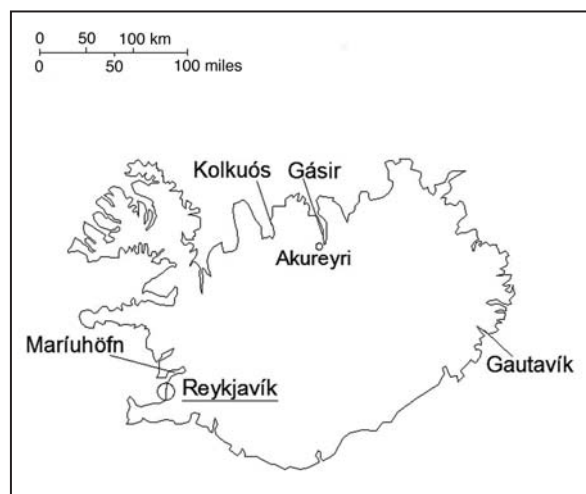 0 50 100 km
0 50 100 miles
Kolkuós Gásir
Akureyri
Maríuhöfn
Gautavík
Reykjavík